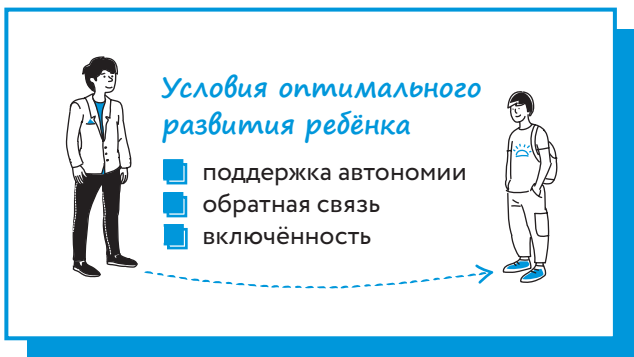 Условия оптимального
развития ребёнка
поддержка автономии
обратная связь
включённость